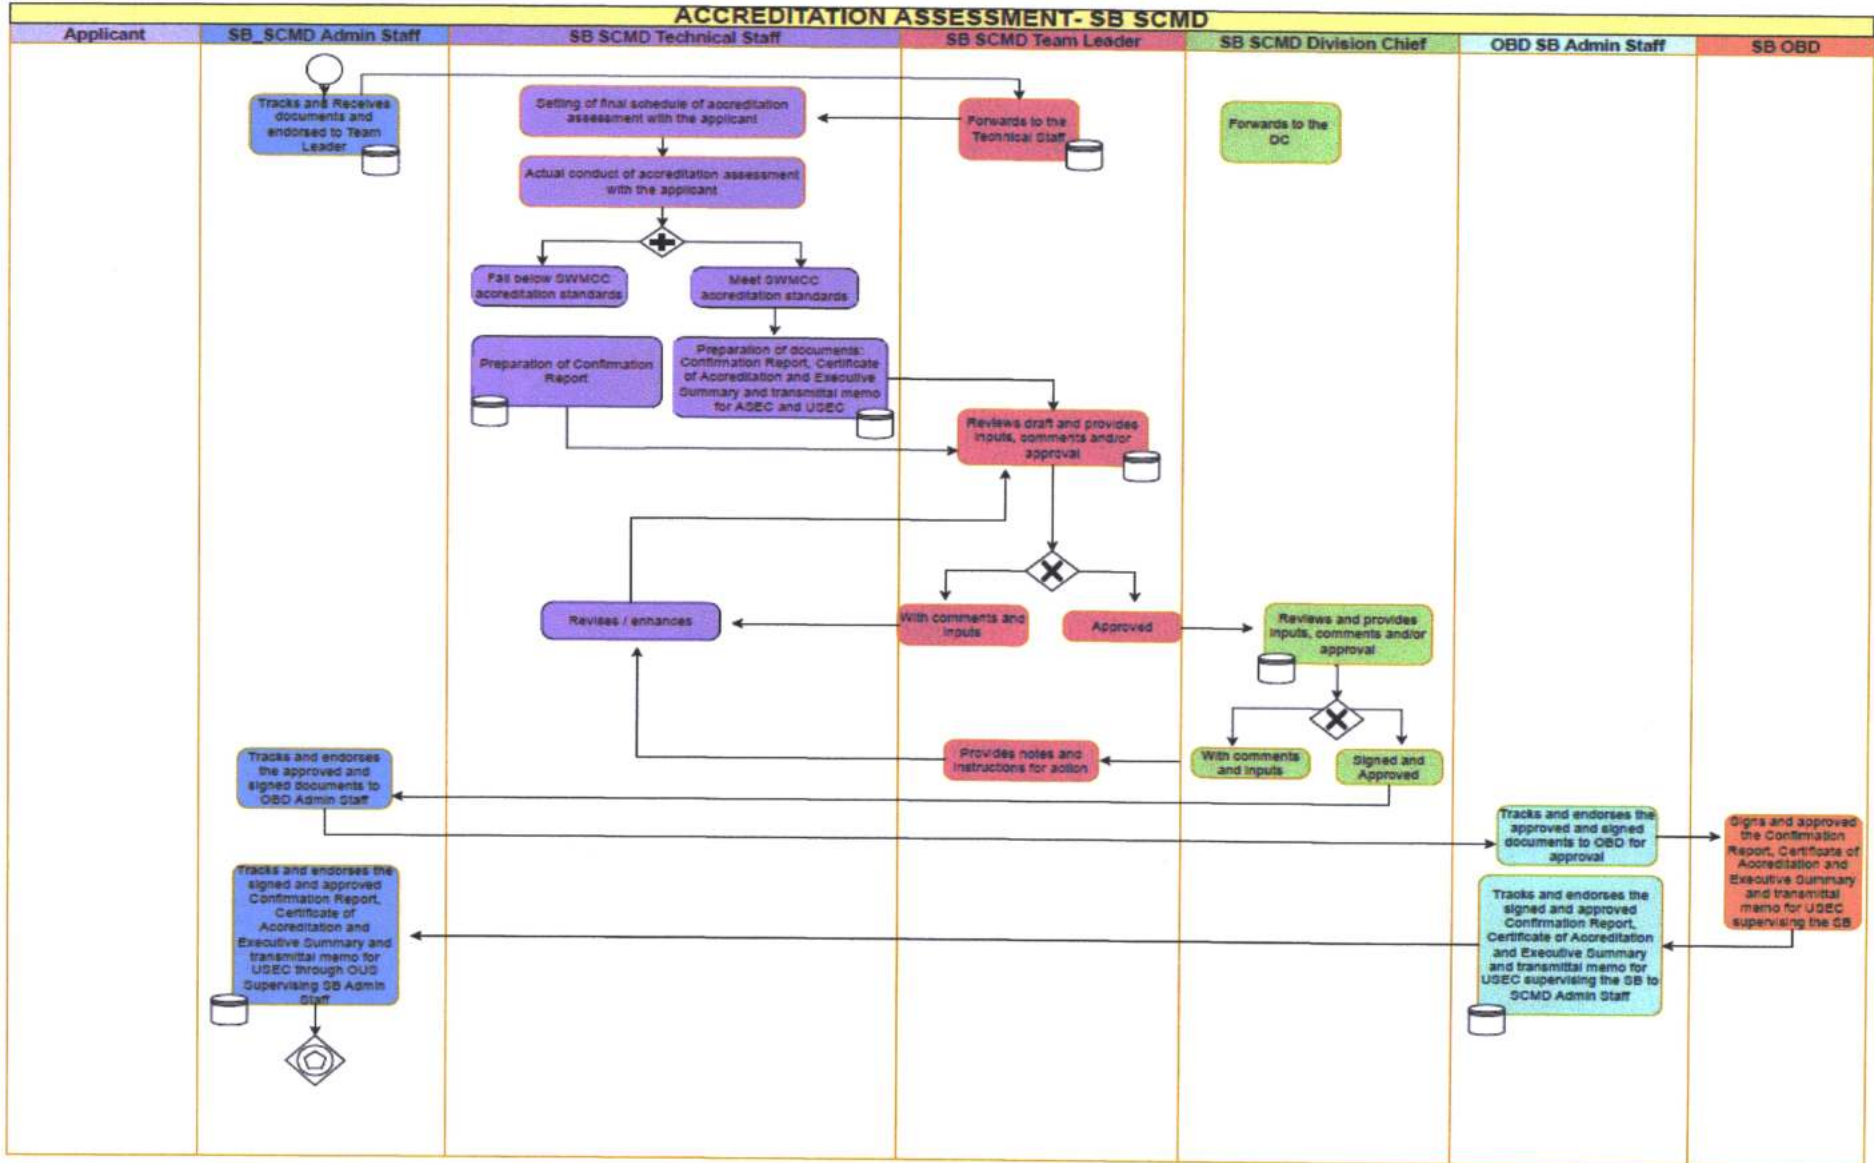 ACCREDITATION ASSESSMENT- SB SCMD
Applicant
SB_SCMD Admin Staff
SB SCMD Technical Staff
SB SCMD Team Leader
SB SCMD Division Chief
OBD SB Admin Staff
SB OBD
Tracks and Receives
documents and
endorsed to Team
Leader
Setting of final schedule of accreditation
assessment with the applicant
Forwards to the
Technical Staff
Forwards to the
DC
Actual conduct of accreditation assessment
with the applicant
Fall below SWMCC
accreditation standards
Meet SWMCC
accreditation standards
Preparation of Confirmation
Report
Preparation of documents:
Confirmation Report, Certificate
of Accreditation and Executive
Summary and transmittal memo
for ASEC and USEC
Reviews draft and provides
inputs, comments and/or
approval
Revises / enhances
With comments and
inputs
Approved
Reviews and provides
inputs, comments and/or
approval
Tracks and endorses
the approved and
signed documents to
OBD Admin Staff
Provides notes and
instructions for action
With comments
and inputs
Signed and
Approved
Tracks and endorses the
approved and signed
documents to OBD for
approval
Signs and approved
the Confirmation
Report, Certificate of
Accreditation and
Executive Summary
and transmittal
memo for USEC
supervising the SB
Tracks and endorses the
signed and approved
Confirmation Report,
Certificate of
Accreditation and
Executive Summary and
transmittal memo for
USEC through OUS
Supervising SB Admin
Staff
Tracks and endorses the
signed and approved
Confirmation Report,
Certificate of Accreditation
and Executive Summary
and transmittal memo for
USEC supervising the SB to
SCMD Admin Staff